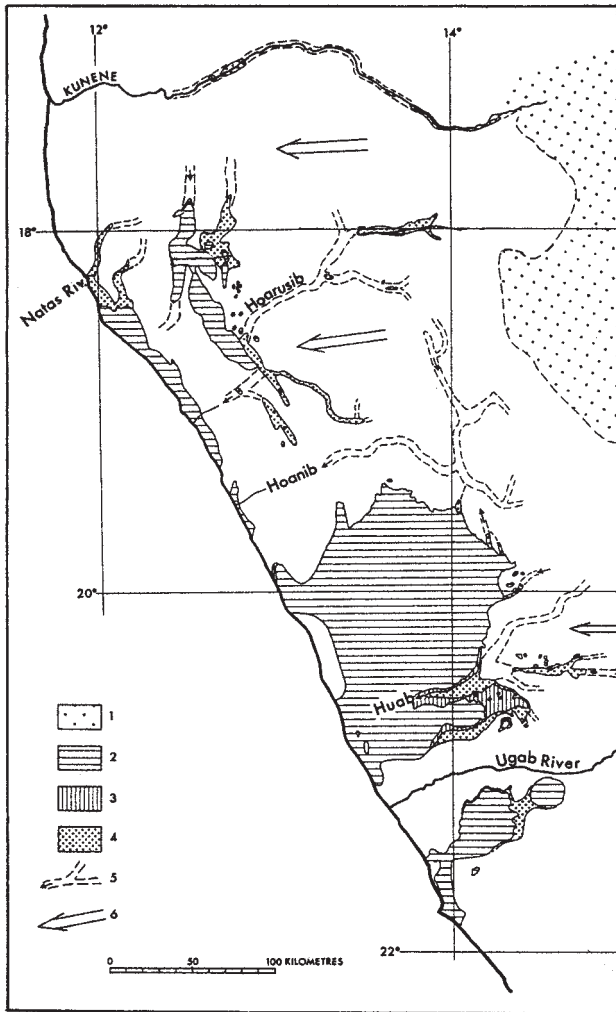 12°
14°
KUNENE
18°
Natas Riv.
Hoarusib
Hoanib
20°
Huab
Ugab River
1
2
3
4
5
6
22°
0 100 KILOMETRES